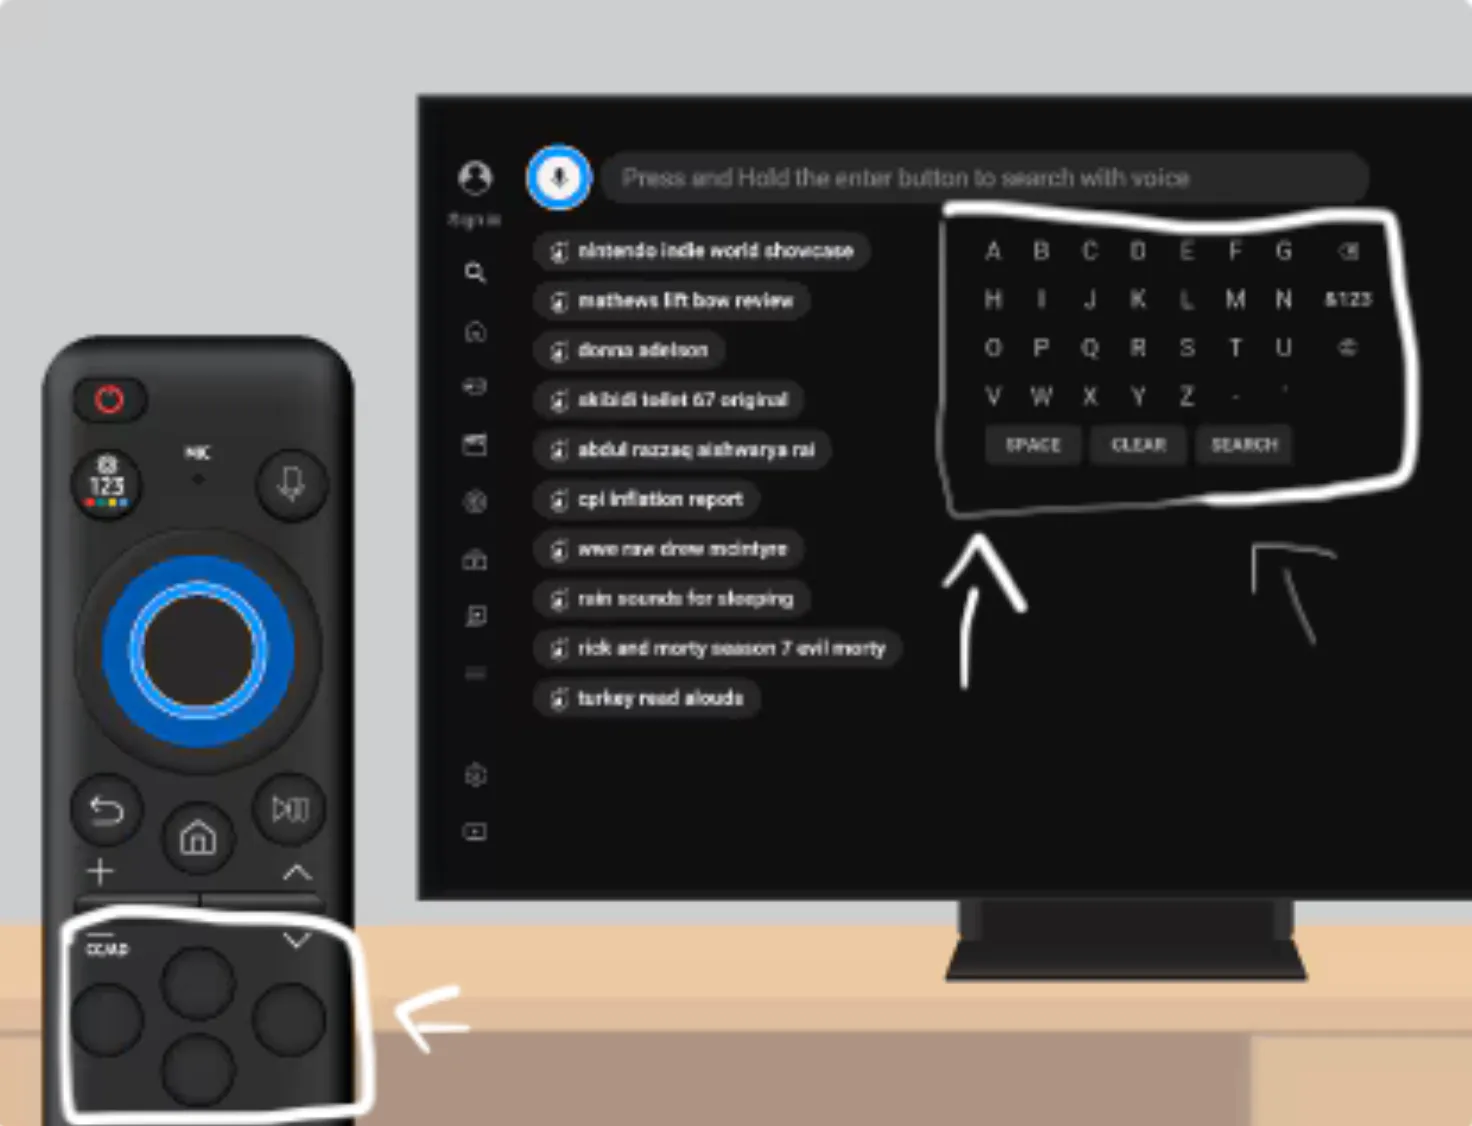 Press and Hold the enter button to search with voice
Sign in
nintendo indie world showcase
mathews lift bow review
donna adelson
skibidi toilet 67 original
abdul razzaq aishwarya rai
cpi inflation report
wwe raw drew mcintyre
rain sounds for sleeping
rick and morty season 7 evil morty
turkey read alouds
A B C D E F G
H I J K L M N &123
O P Q R S T U
V W X Y Z - '
SPACE CLEAR SEARCH
MIC
123
CC/AD